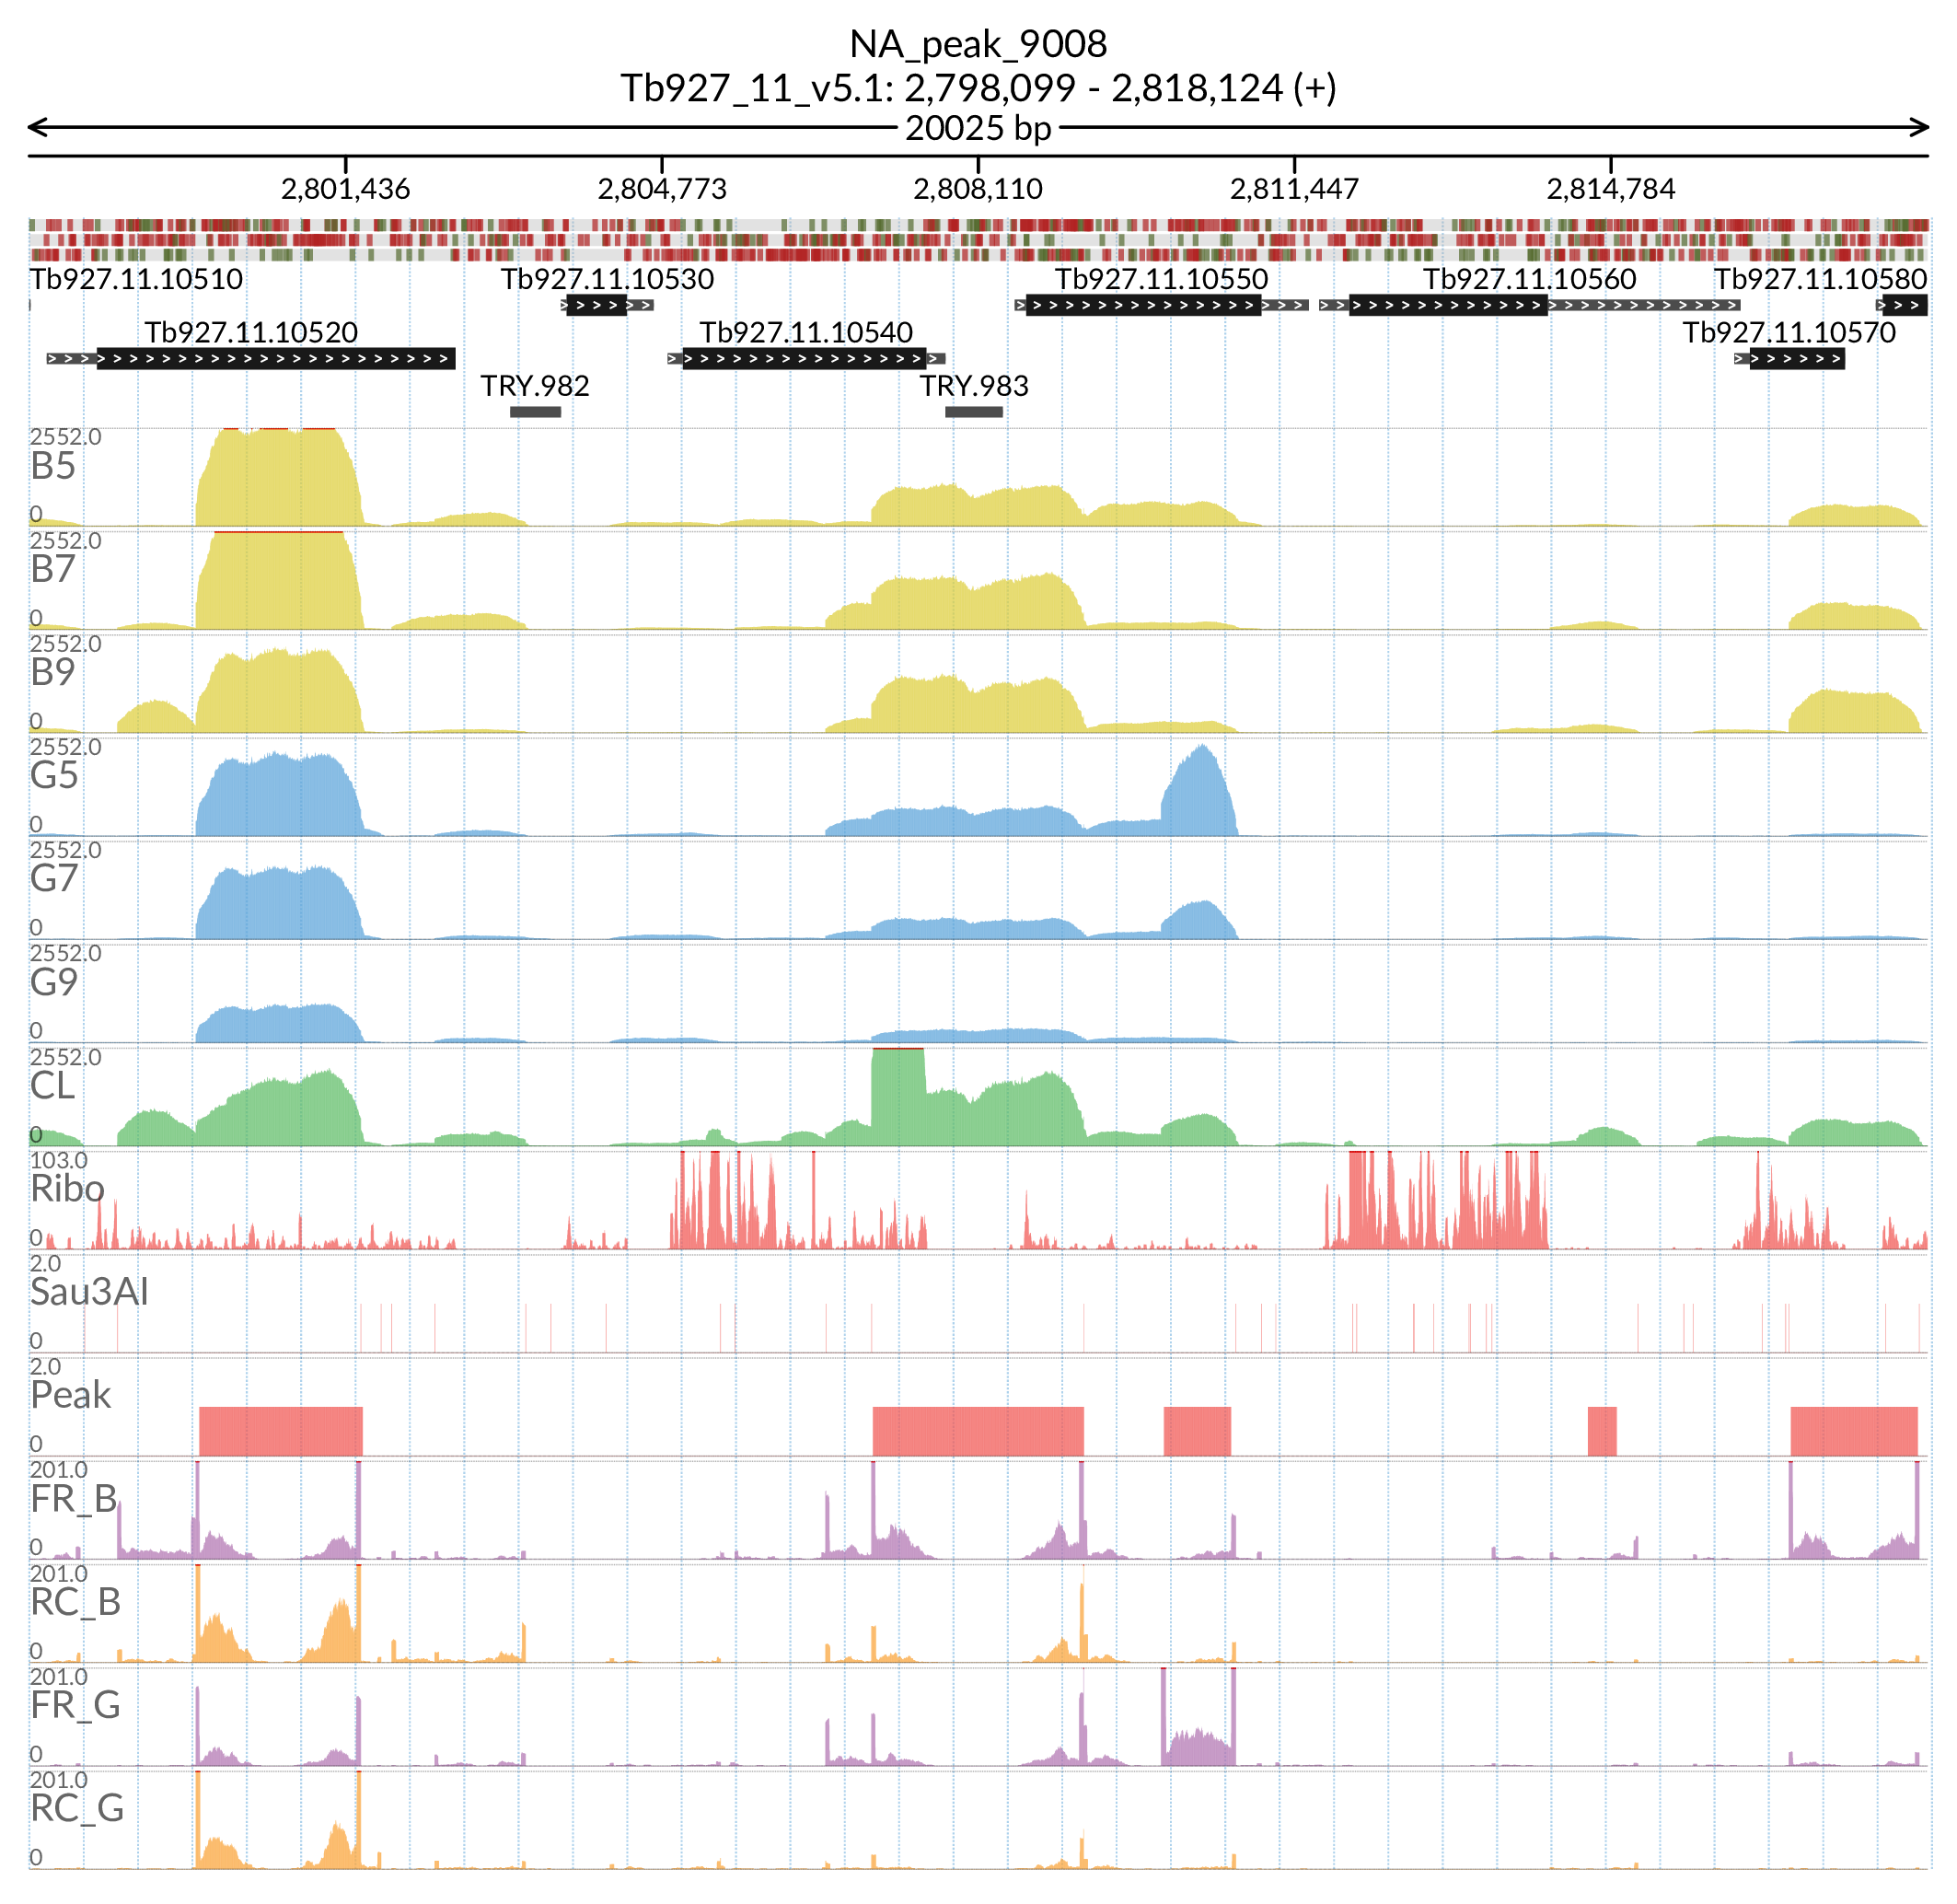 NA_peak_9008
Tb927_11_v5.1: 2,798,099 - 2,818,124 (+)
20025 bp
2,801,436 2,804,773 2,808,110 2,811,447 2,814,784
Tb927.11.10510 Tb927.11.10530 Tb927.11.10550 Tb927.11.10560 Tb927.11.10580
Tb927.11.10520 Tb927.11.10540 Tb927.11.10570
TRY.982 TRY.983
2552.0
B5
0
2552.0
B7
0
2552.0
B9
0
2552.0
G5
0
2552.0
G7
0
2552.0
G9
0
2552.0
CL
0
103.0
Ribo
0
2.0
Sau3AI
0
2.0
Peak
0
201.0
FR_B
0
201.0
RC_B
0
201.0
FR_G
0
201.0
RC_G
0